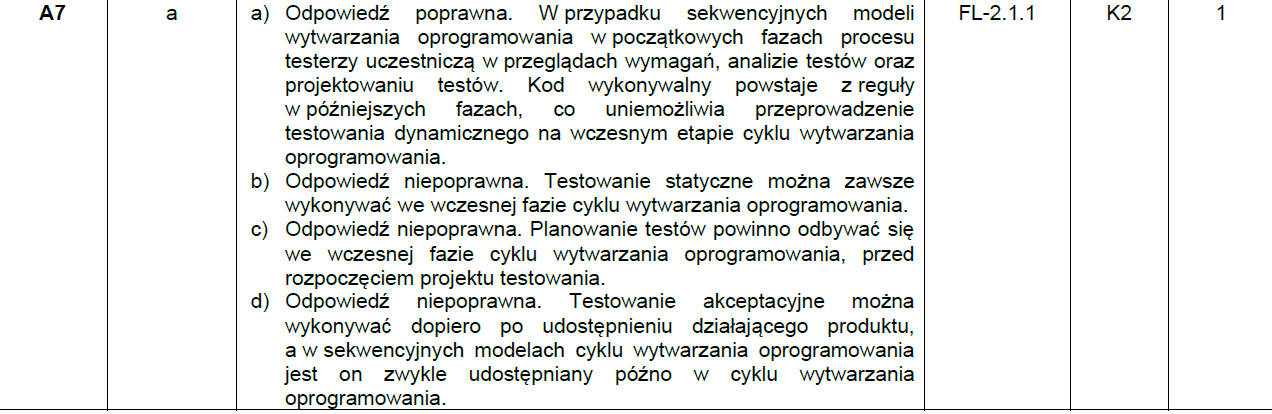 A7 a a) Odpowiedź poprawna. W przypadku sekwencyjnych modeli FL-2.1.1 K2 1
wytwarzania oprogramowania w początkowych fazach procesu
testerzy uczestniczą w przeglądach wymagań, analizie testów oraz
projektowaniu testów. Kod wykonywalny powstaje z reguły
w późniejszych fazach, co uniemożliwia przeprowadzenie
testowania dynamicznego na wczesnym etapie cyklu wytwarzania
oprogramowania.
b) Odpowiedź niepoprawna. Testowanie statyczne można zawsze
wykonywać we wczesnej fazie cyklu wytwarzania oprogramowania.
c) Odpowiedź niepoprawna. Planowanie testów powinno odbywać się
we wczesnej fazie cyklu wytwarzania oprogramowania, przed
rozpoczęciem projektu testowania.
d) Odpowiedź niepoprawna. Testowanie akceptacyjne można
wykonywać dopiero po udostępnieniu działającego produktu,
a w sekwencyjnych modelach cyklu wytwarzania oprogramowania
jest on zwykle udostępniany późno w cyklu wytwarzania
oprogramowania.